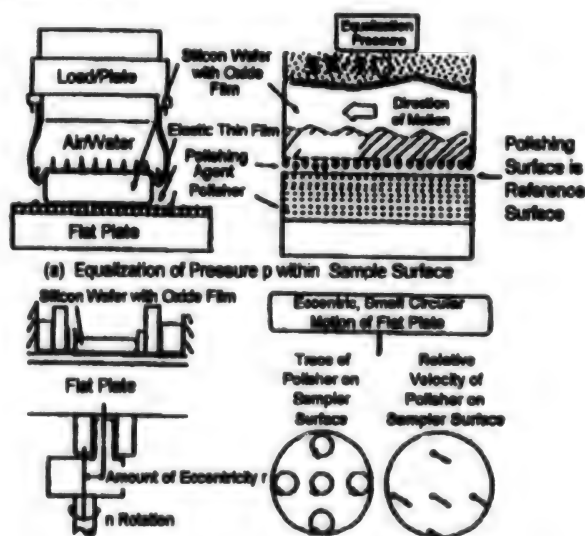 Equalization
Pressure
Silicon Wafer
with Oxide
Film
Load/Plate
Direction
of Motion
Air/Water
Elastic Thin Film
Polishing
Agent
Polisher
Flat Plate
Polishing
Surface is
Reference
Surface
(a) Equalization of Pressure p within Sample Surface
Silicon Wafer with Oxide Film
Flat Plate
Amount of Eccentricity r
n Rotation
Eccentric, Small Circular
Motion of Flat Plate
Trace of
Polisher on
Sampler
Surface
Relative
Velocity of
Polisher on
Sampler Surface